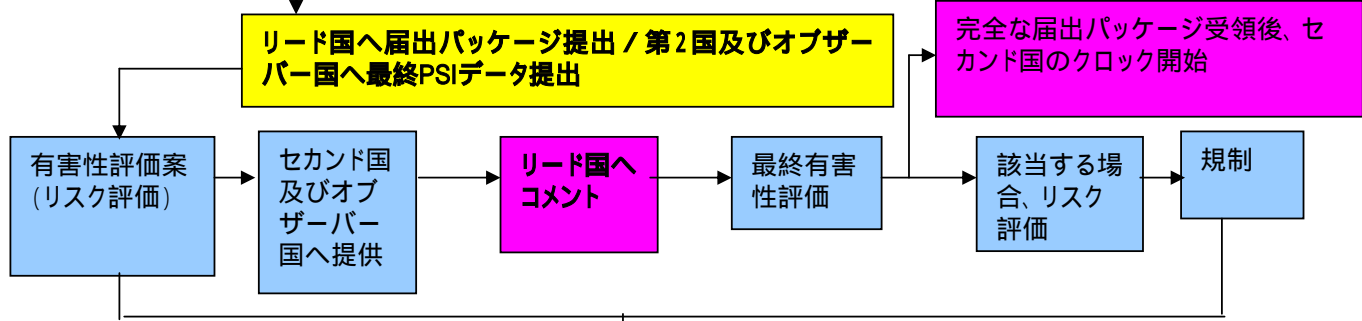 リード国へ届出パッケージ提出 / 第2国及びオブザー
バー国へ最終PSIデータ提出
完全な届出パッケージ受領後、セ
カンド国のクロック開始
有害性評価案
(リスク評価)
セカンド国
及びオブ
ザーバー
国へ提供
リード国へ
コメント
最終有害
性評価
該当する場
合、リスク
評価
規制